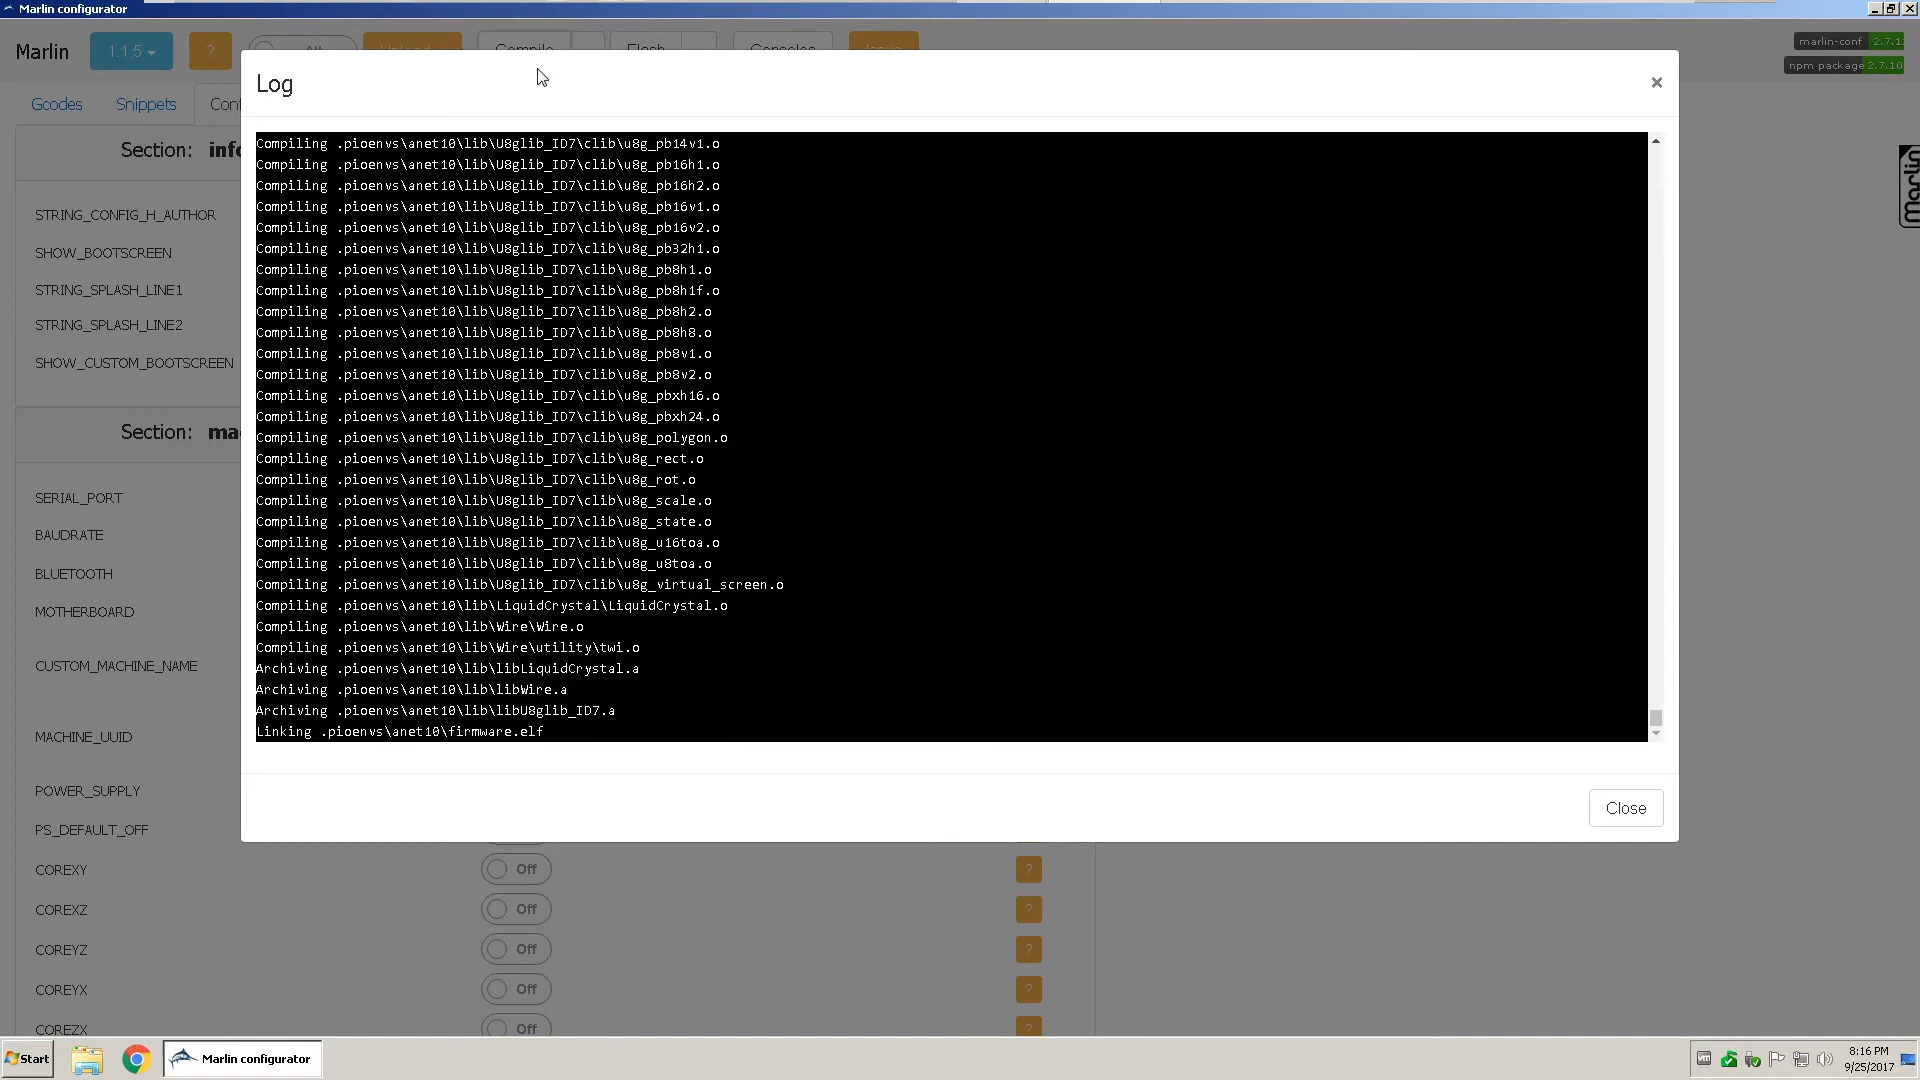 Marlin configurator
Marlin
1.1.5
?
Compile
Flash
Consoles
marlin-conf 2.7.1
npm package 2.7.10
Gcodes
Snippets
Conf
Log
×
Section: info
STRING_CONFIG_H_AUTHOR
SHOW_BOOTSCREEN
STRING_SPLASH_LINE1
STRING_SPLASH_LINE2
SHOW_CUSTOM_BOOTSCREEN
Section: ma
SERIAL_PORT
BAUDRATE
BLUETOOTH
MOTHERBOARD
CUSTOM_MACHINE_NAME
MACHINE_UUID
POWER_SUPPLY
PS_DEFAULT_OFF
Compiling .pioenvs\anet10\lib\U8glib_ID7\clib\u8g_pb14v1.o
Compiling .pioenvs\anet10\lib\U8glib_ID7\clib\u8g_pb16h1.o
Compiling .pioenvs\anet10\lib\U8glib_ID7\clib\u8g_pb16h2.o
Compiling .pioenvs\anet10\lib\U8glib_ID7\clib\u8g_pb16v1.o
Compiling .pioenvs\anet10\lib\U8glib_ID7\clib\u8g_pb16v2.o
Compiling .pioenvs\anet10\lib\U8glib_ID7\clib\u8g_pb32h1.o
Compiling .pioenvs\anet10\lib\U8glib_ID7\clib\u8g_pb8h1.o
Compiling .pioenvs\anet10\lib\U8glib_ID7\clib\u8g_pb8h1f.o
Compiling .pioenvs\anet10\lib\U8glib_ID7\clib\u8g_pb8h2.o
Compiling .pioenvs\anet10\lib\U8glib_ID7\clib\u8g_pb8h8.o
Compiling .pioenvs\anet10\lib\U8glib_ID7\clib\u8g_pb8v1.o
Compiling .pioenvs\anet10\lib\U8glib_ID7\clib\u8g_pb8v2.o
Compiling .pioenvs\anet10\lib\U8glib_ID7\clib\u8g_pbxh16.o
Compiling .pioenvs\anet10\lib\U8glib_ID7\clib\u8g_pbxh24.o
Compiling .pioenvs\anet10\lib\U8glib_ID7\clib\u8g_polygon.o
Compiling .pioenvs\anet10\lib\U8glib_ID7\clib\u8g_rect.o
Compiling .pioenvs\anet10\lib\U8glib_ID7\clib\u8g_rot.o
Compiling .pioenvs\anet10\lib\U8glib_ID7\clib\u8g_scale.o
Compiling .pioenvs\anet10\lib\U8glib_ID7\clib\u8g_state.o
Compiling .pioenvs\anet10\lib\U8glib_ID7\clib\u8g_u16toa.o
Compiling .pioenvs\anet10\lib\U8glib_ID7\clib\u8g_u8toa.o
Compiling .pioenvs\anet10\lib\U8glib_ID7\clib\u8g_virtual_screen.o
Compiling .pioenvs\anet10\lib\LiquidCrystal\LiquidCrystal.o
Compiling .pioenvs\anet10\lib\Wire\Wire.o
Compiling .pioenvs\anet10\lib\Wire\utility\twi.o
Archiving .pioenvs\anet10\lib\libLiquidCrystal.a
Archiving .pioenvs\anet10\lib\libWire.a
Archiving .pioenvs\anet10\lib\libU8glib_ID7.a
Linking .pioenvs\anet10\firmware.elf
Close
Marlin
COREXY Off ?
COREXZ Off ?
COREYZ Off ?
COREYX Off ?
COREZX Off ?
Start
Marlin configurator
vm
8:16 PM
9/25/2017